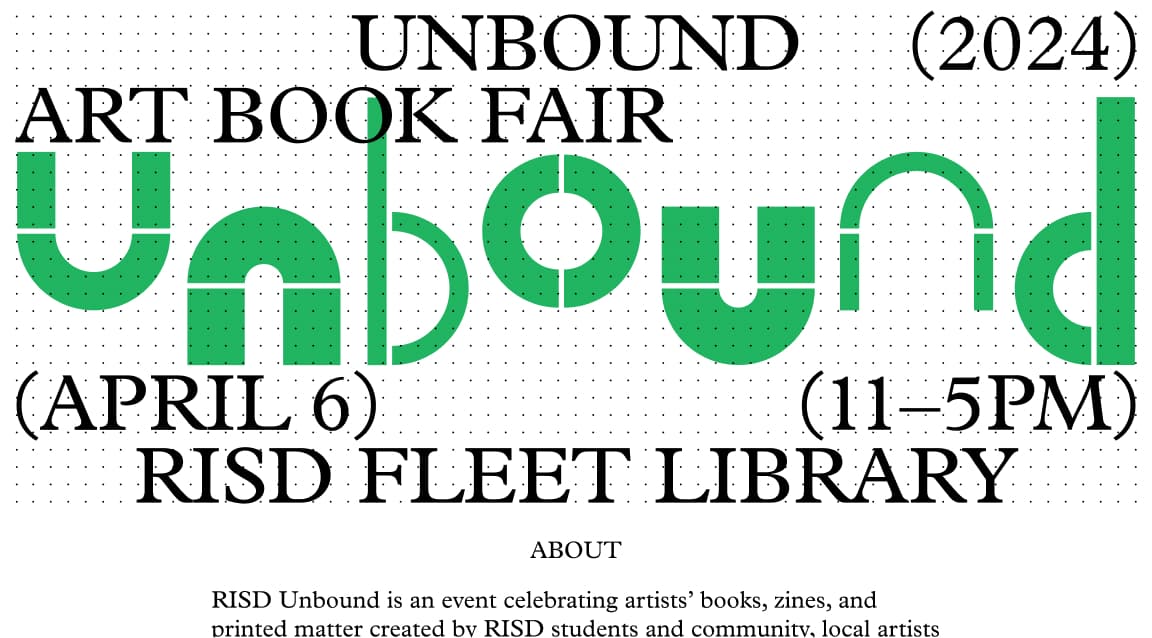 UNBOUND (2024)
ART BOOK FAIR
unbound
(APRIL 6) (11–5PM)
RISD FLEET LIBRARY
ABOUT
RISD Unbound is an event celebrating artists’ books, zines, and
printed matter created by RISD students and community, local artists